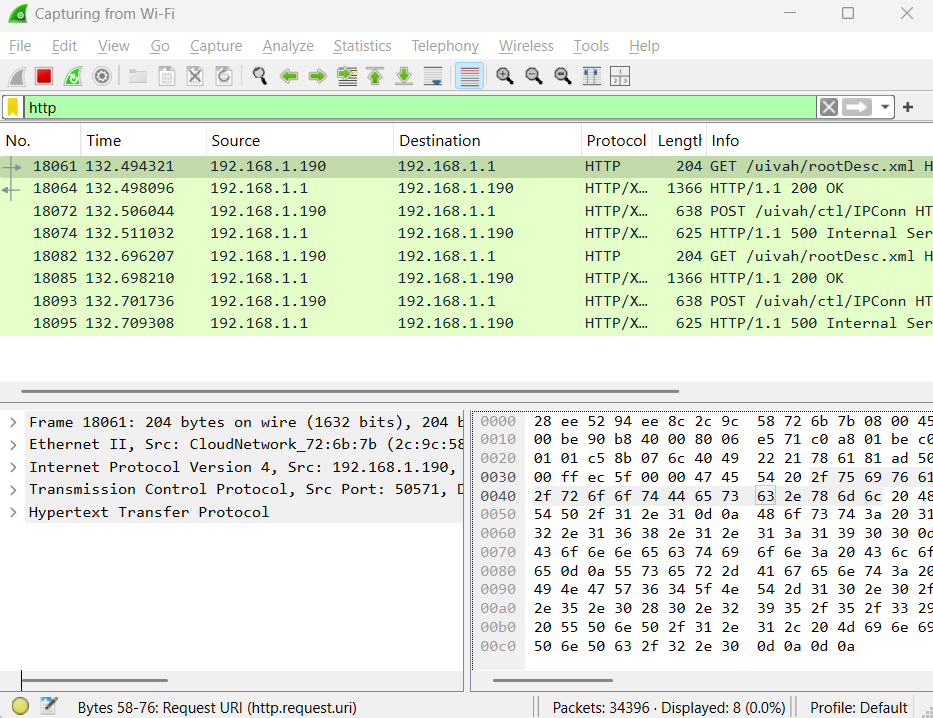 Capturing from Wi-Fi
File Edit View Go Capture Analyze Statistics Telephony Wireless Tools Help
http
No. Time Source Destination Protocol Length Info
18061 132.494321 192.168.1.190 192.168.1.1 HTTP 204 GET /uivah/rootDesc.xml H
18064 132.498096 192.168.1.1 192.168.1.190 HTTP/X… 1366 HTTP/1.1 200 OK
18072 132.506044 192.168.1.190 192.168.1.1 HTTP/X… 638 POST /uivah/ctl/IPConn HT
18074 132.511032 192.168.1.1 192.168.1.190 HTTP/X… 625 HTTP/1.1 500 Internal Ser
18082 132.696207 192.168.1.190 192.168.1.1 HTTP 204 GET /uivah/rootDesc.xml H
18085 132.698210 192.168.1.1 192.168.1.190 HTTP/X… 1366 HTTP/1.1 200 OK
18093 132.701736 192.168.1.190 192.168.1.1 HTTP/X… 638 POST /uivah/ctl/IPConn HT
18095 132.709308 192.168.1.1 192.168.1.190 HTTP/X… 625 HTTP/1.1 500 Internal Ser
Frame 18061: 204 bytes on wire (1632 bits), 204 b
Ethernet II, Src: CloudNetwork_72:6b:7b (2c:9c:58
Internet Protocol Version 4, Src: 192.168.1.190,
Transmission Control Protocol, Src Port: 50571, D
Hypertext Transfer Protocol
0000 28 ee 52 94 ee 8c 2c 9c 58 72 6b 7b 08 00 45
0010 00 be 90 b8 40 00 80 06 e5 71 c0 a8 01 be c0
0020 01 01 c5 8b 07 6c 40 49 22 21 78 61 81 ad 50
0030 00 ff ec 5f 00 00 47 45 54 20 2f 75 69 76 61
0040 2f 72 6f 6f 74 44 65 73 63 2e 78 6d 6c 20 48
0050 54 50 2f 31 2e 31 0d 0a 48 6f 73 74 3a 20 31
0060 32 2e 31 36 38 2e 31 2e 31 3a 31 39 30 30 0d
0070 43 6f 6e 6e 65 63 74 69 6f 6e 3a 20 43 6c 6f
0080 65 0d 0a 55 73 65 72 2d 41 67 65 6e 74 3a 20
0090 49 4e 47 57 36 34 5f 4e 54 2d 31 30 2e 30 2f
00a0 2e 35 2e 30 28 30 2e 32 39 35 2f 35 2f 33 29
00b0 20 55 50 6e 50 2f 31 2e 31 2c 20 4d 69 6e 69
00c0 50 6e 50 63 2f 32 2e 30 0d 0a 0d 0a
Bytes 58-76: Request URI (http.request.uri) Packets: 34396 · Displayed: 8 (0.0%) Profile: Default